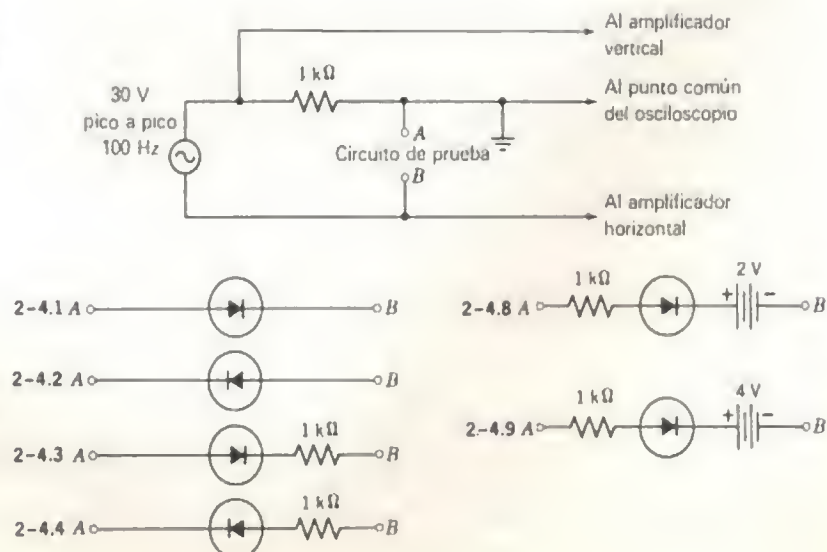 Al amplificador
vertical
1 kΩ
30 V
pico a pico
100 Hz
Al punto común
del osciloscopio
A
Circuito de prueba
B
Al amplificador
horizontal
2-4.1 A B
2-4.2 A B
1 kΩ
2-4.3 A B
1 kΩ
2-4.4 A B
1 kΩ 2 V
2-4.8 A + - B
1 kΩ 4 V
2-4.9 A + - B